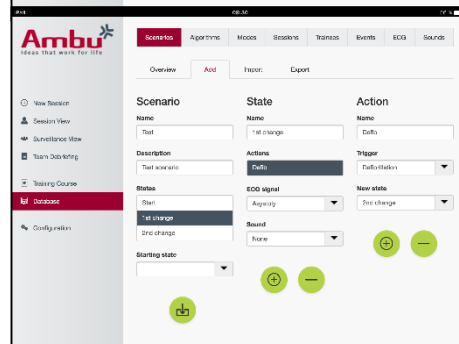 iPad
08.30
Ambu
Ideas that work for life
Scenarios Algorithms Modes Sessions Trainees Events ECG Sounds
Overview Add Import Export
New Session
Session View
Surveillance View
Team Debriefing
Training Course
Database
Configuration
Scenario State Action
Name Name Name
Test 1st change Defib
Description Actions Trigger
Test scenario Defib Defibrillation
States ECG signal New state
Start Asystoly 2nd change
1st change Sound
2nd change None
Starting state